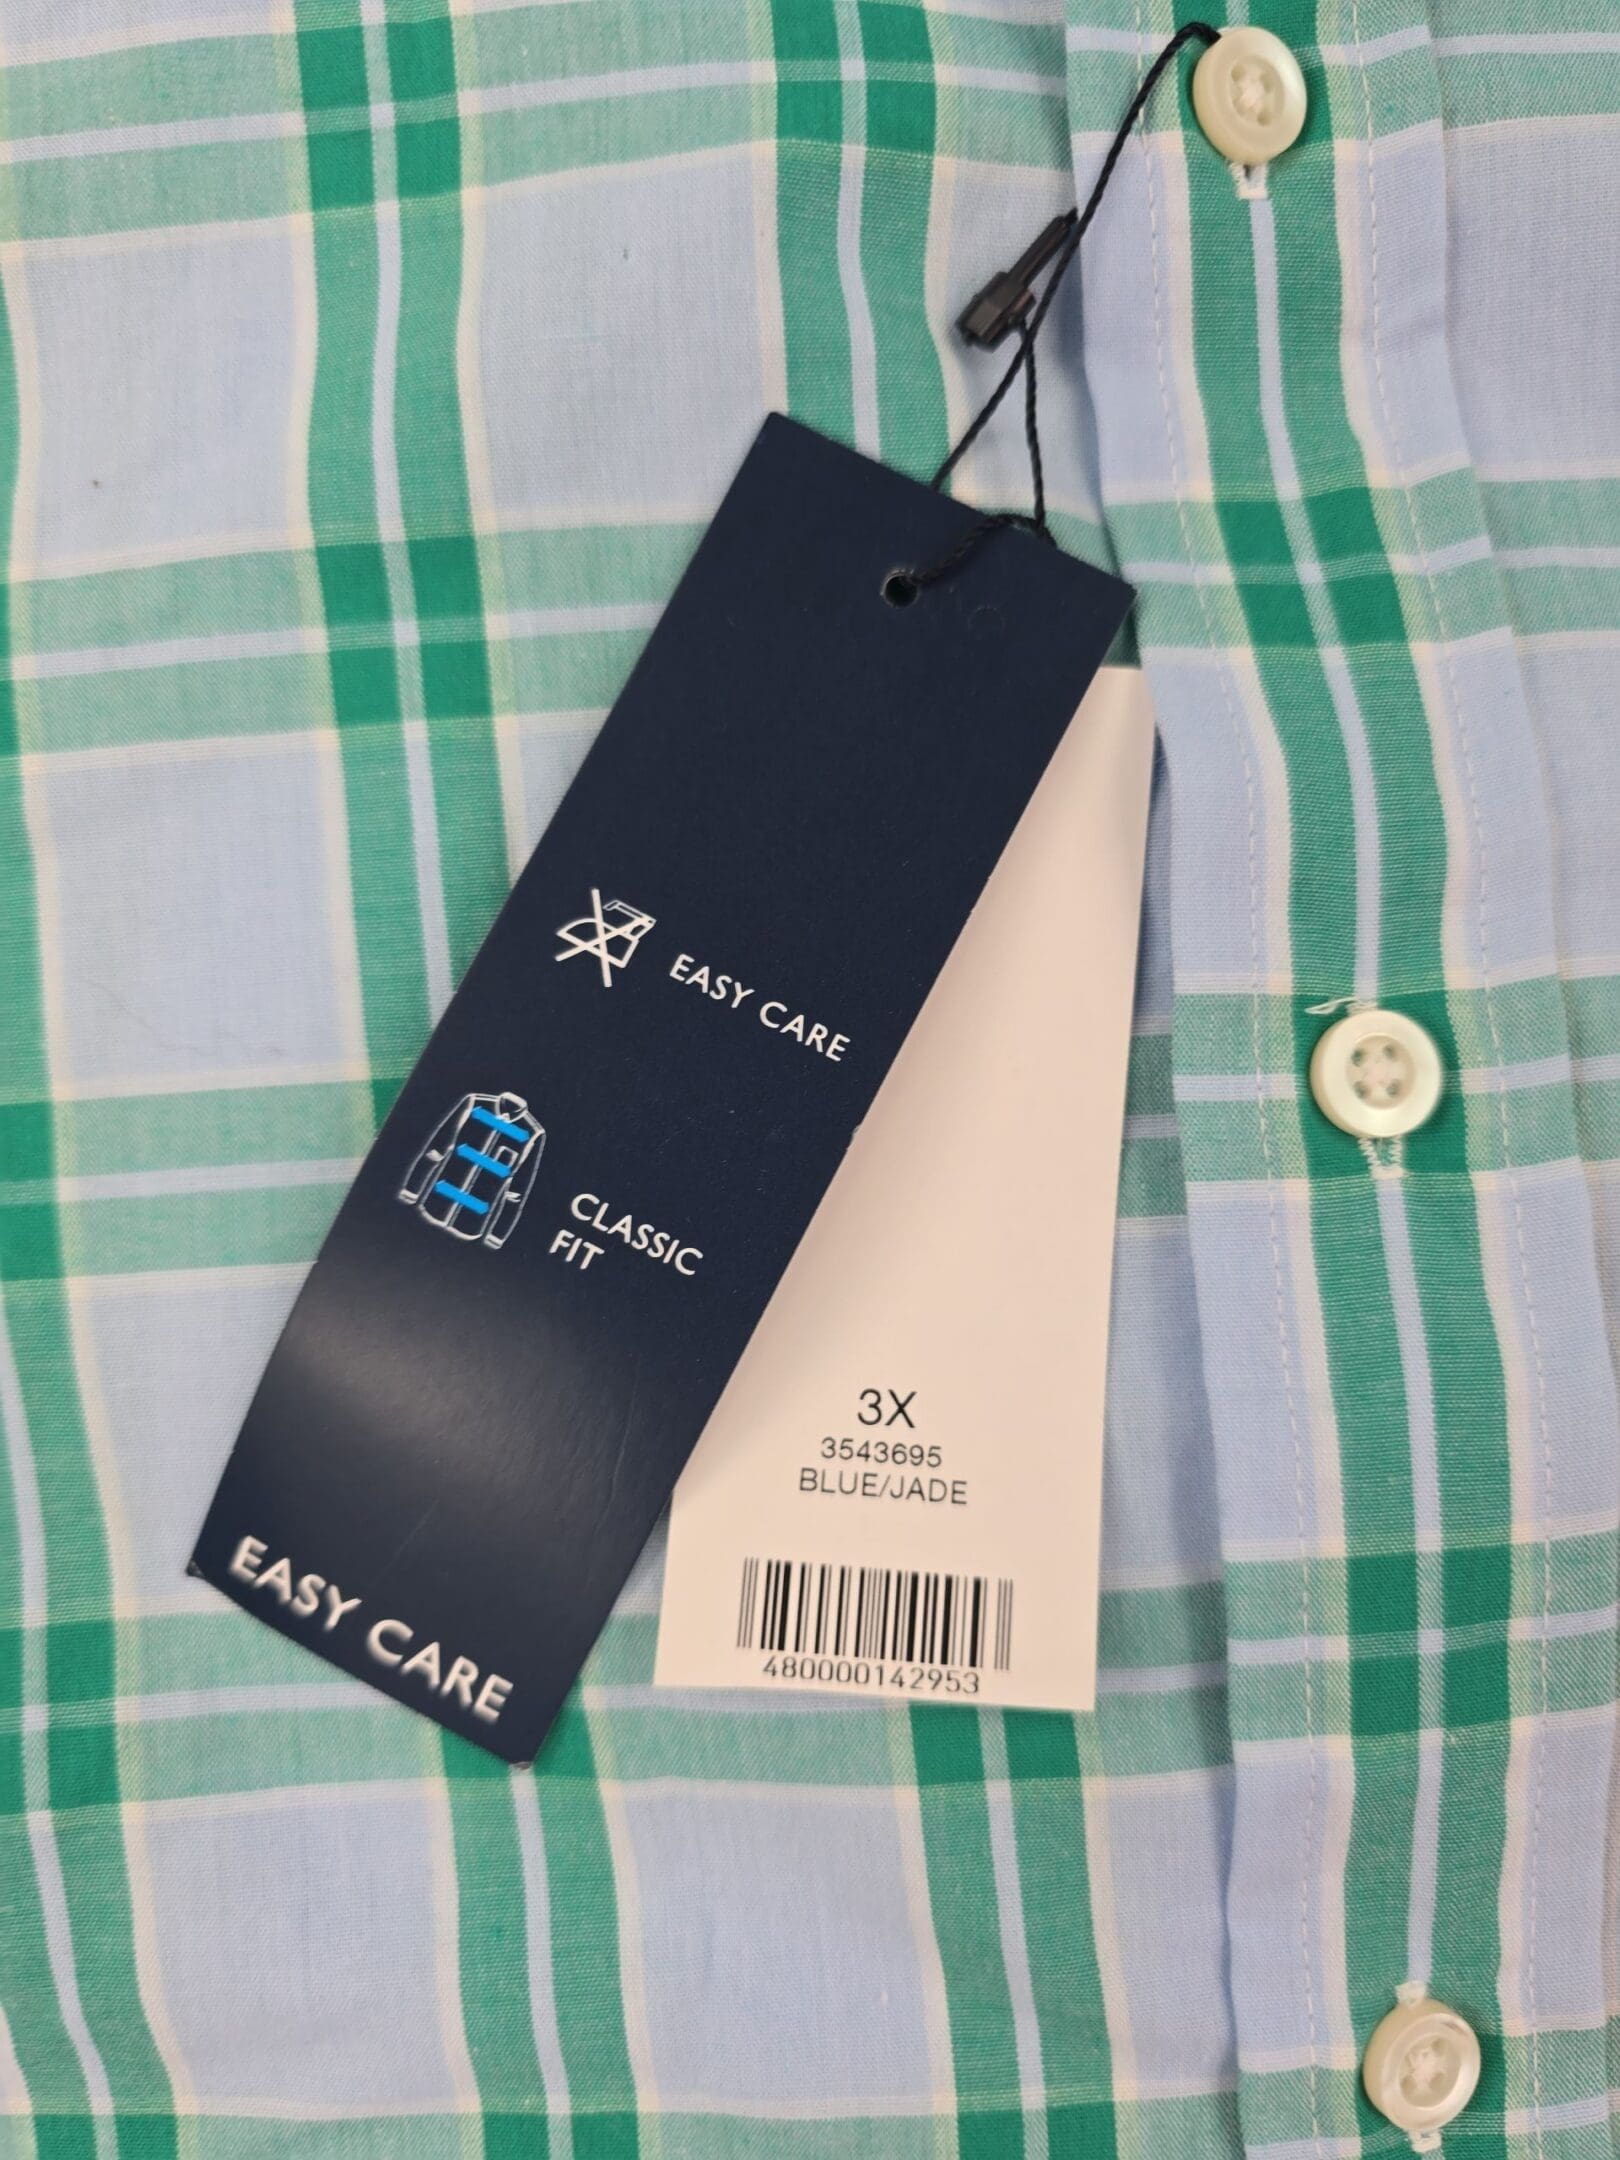 EASY CARE
CLASSIC
FIT
EASY CARE
3X
3543695
BLUE/JADE
480000142953